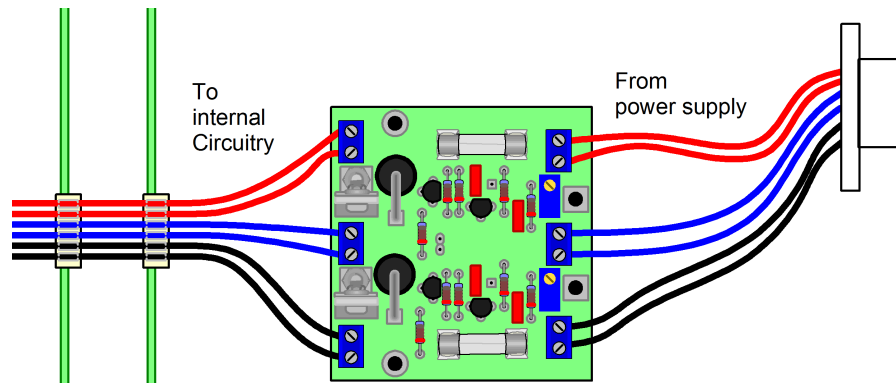 To
internal
Circuitry
From
power supply